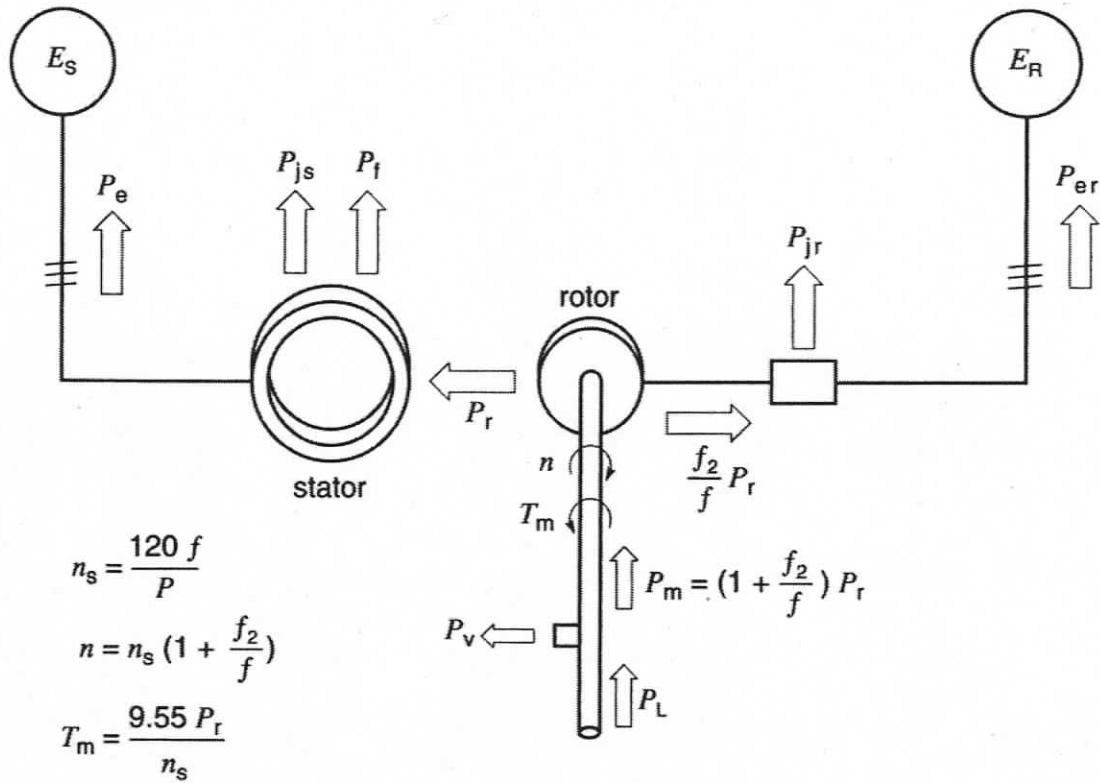 E_S
E_R
P_e
P_js
P_f
P_jr
P_er
rotor
P_r
stator
f_2/f P_r
n
T_m
n_s = 120 f / P
P_m = (1 + f_2/f) P_r
P_v
n = n_s (1 + f_2/f)
P_L
T_m = 9.55 P_r / n_s